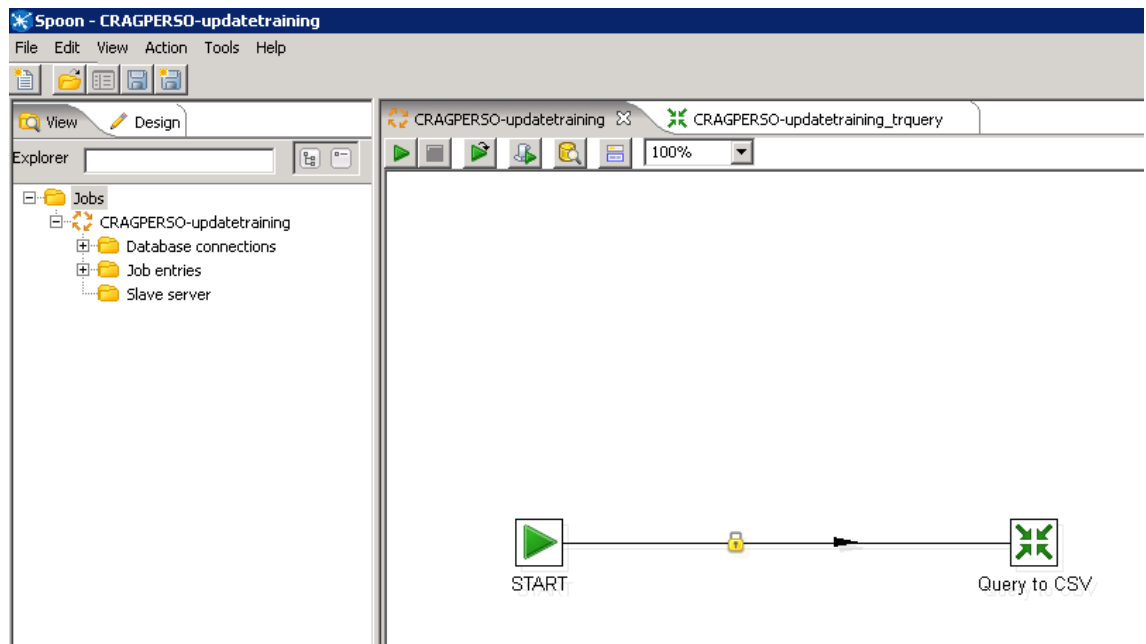 Spoon - CRAGPERSO-updatetraining
File Edit View Action Tools Help
View Design
CRAGPERSO-updatetraining CRAGPERSO-updatetraining_trquery
Explorer
100%
Jobs
CRAGPERSO-updatetraining
Database connections
Job entries
Slave server
START Query to CSV